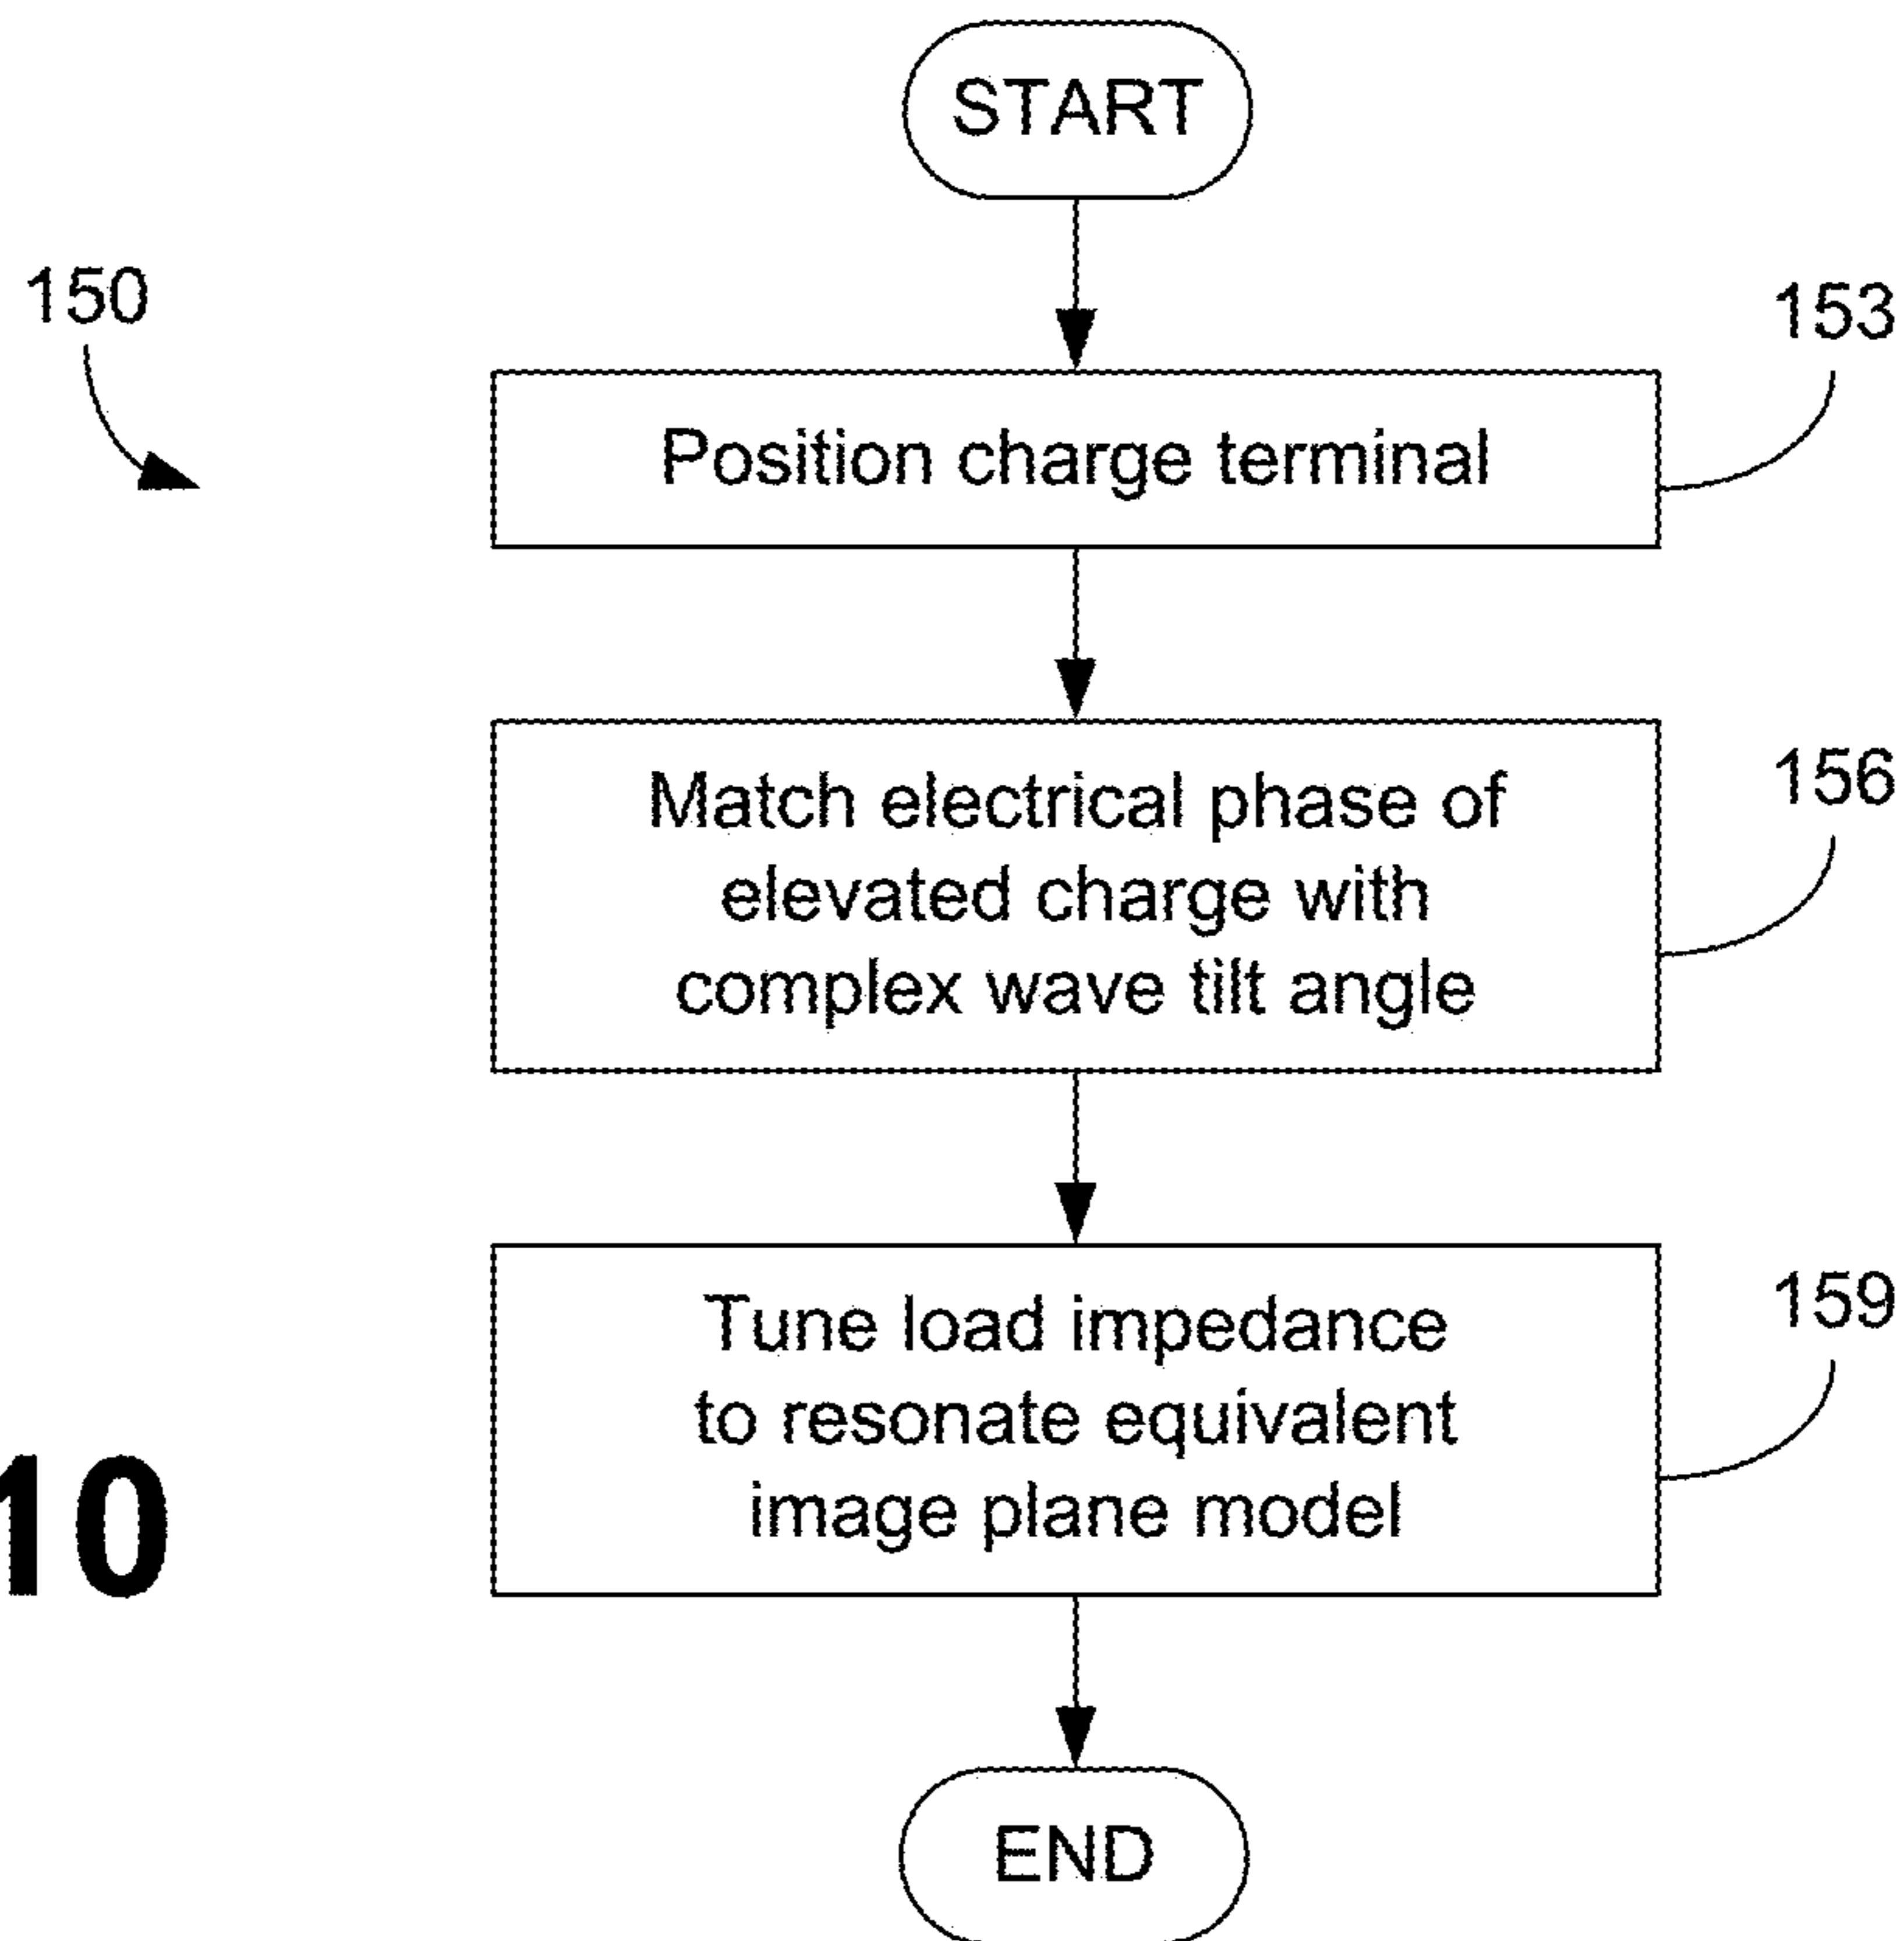 START
150
153
Position charge terminal
156
Match electrical phase of
elevated charge with
complex wave tilt angle
159
Tune load impedance
to resonate equivalent
image plane model
10
END